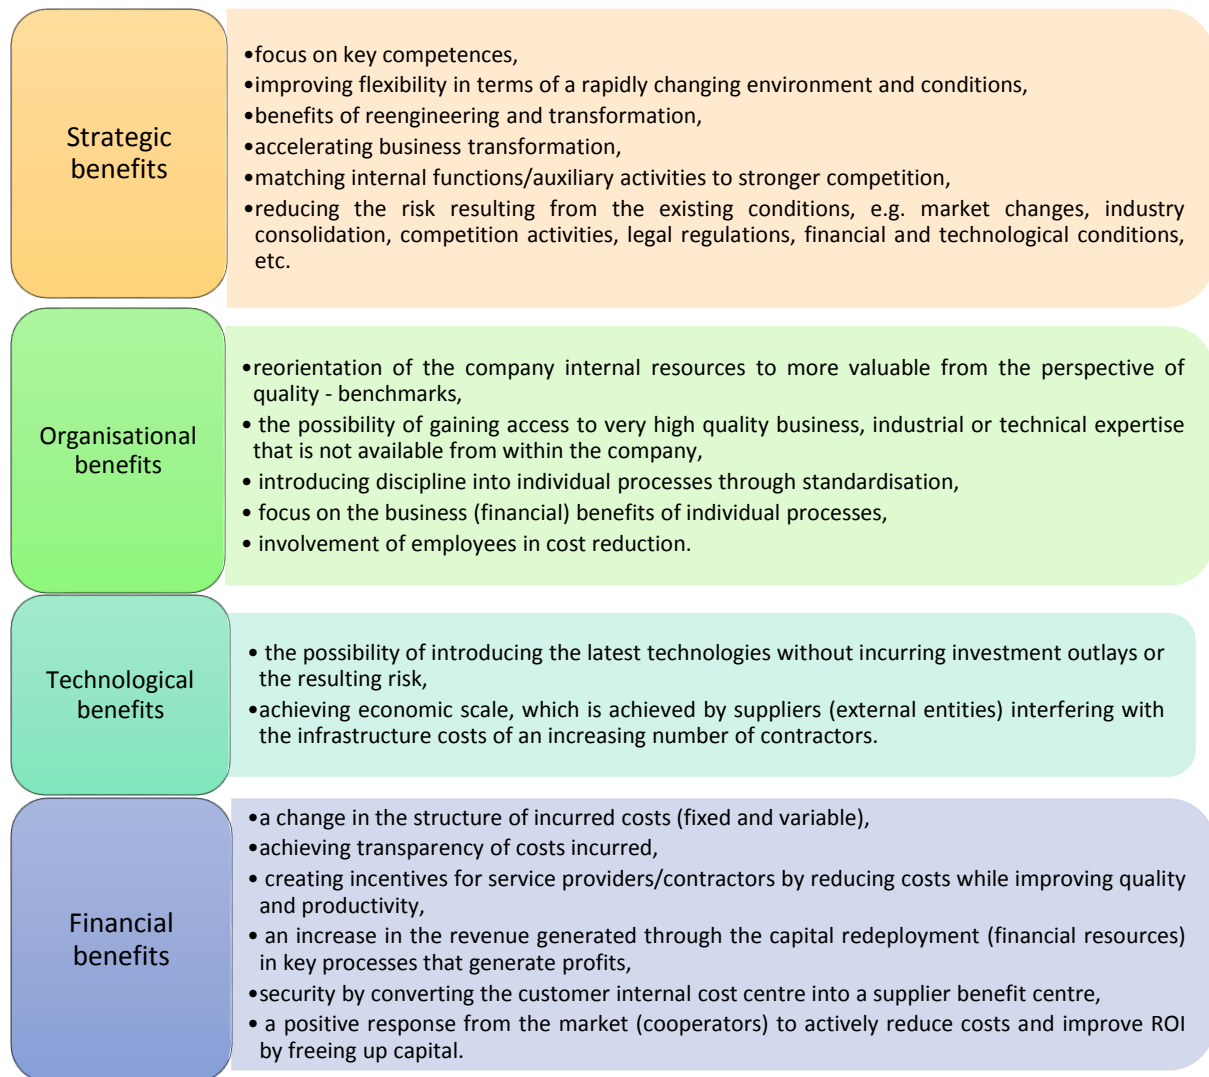 Strategic
benefits
•focus on key competences,
•improving flexibility in terms of a rapidly changing environment and conditions,
•benefits of reengineering and transformation,
•accelerating business transformation,
•matching internal functions/auxiliary activities to stronger competition,
•reducing the risk resulting from the existing conditions, e.g. market changes, industry
consolidation, competition activities, legal regulations, financial and technological conditions,
etc.
Organisational
benefits
•reorientation of the company internal resources to more valuable from the perspective of
quality - benchmarks,
• the possibility of gaining access to very high quality business, industrial or technical expertise
that is not available from within the company,
• introducing discipline into individual processes through standardisation,
• focus on the business (financial) benefits of individual processes,
• involvement of employees in cost reduction.
Technological
benefits
• the possibility of introducing the latest technologies without incurring investment outlays or
the resulting risk,
•achieving economic scale, which is achieved by suppliers (external entities) interfering with
the infrastructure costs of an increasing number of contractors.
Financial
benefits
•a change in the structure of incurred costs (fixed and variable),
•achieving transparency of costs incurred,
• creating incentives for service providers/contractors by reducing costs while improving quality
and productivity,
• an increase in the revenue generated through the capital redeployment (financial resources)
in key processes that generate profits,
•security by converting the customer internal cost centre into a supplier benefit centre,
• a positive response from the market (cooperators) to actively reduce costs and improve ROI
by freeing up capital.